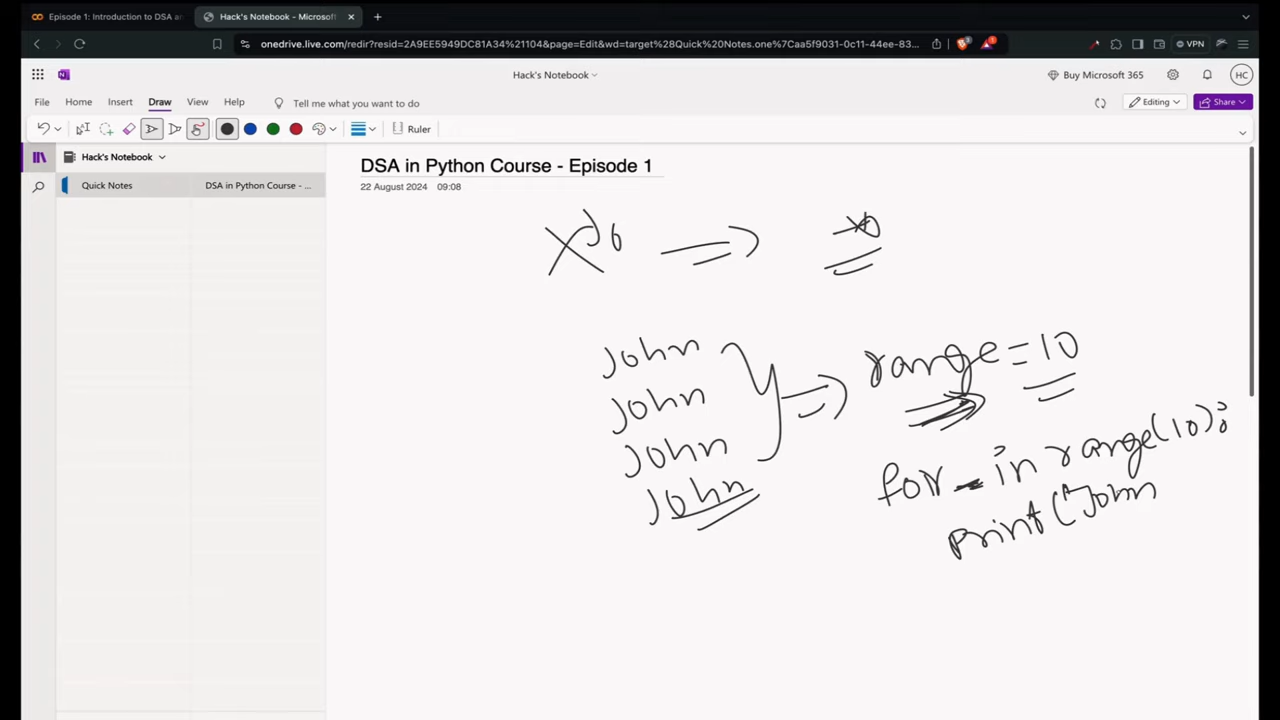 Episode 1: Introduction to DSA an
Hack's Notebook - Microsof
onedrive.live.com/redir?resid=2A9EE5949DC81A34%21104&page=Edit&wd=target%28Quick%20Notes.one%7Caa5f9031-0c11-44ee-83...
3
1
VPN
Hack's Notebook
Buy Microsoft 365
HC
File Home Insert Draw View Help Tell me what you want to do
Editing
Share
Ruler
Hack's Notebook
Quick Notes
DSA in Python Course - ...
DSA in Python Course - Episode 1
22 August 2024 09:08
John
John
John
John
range = 10
for _ in range(10):
print("John